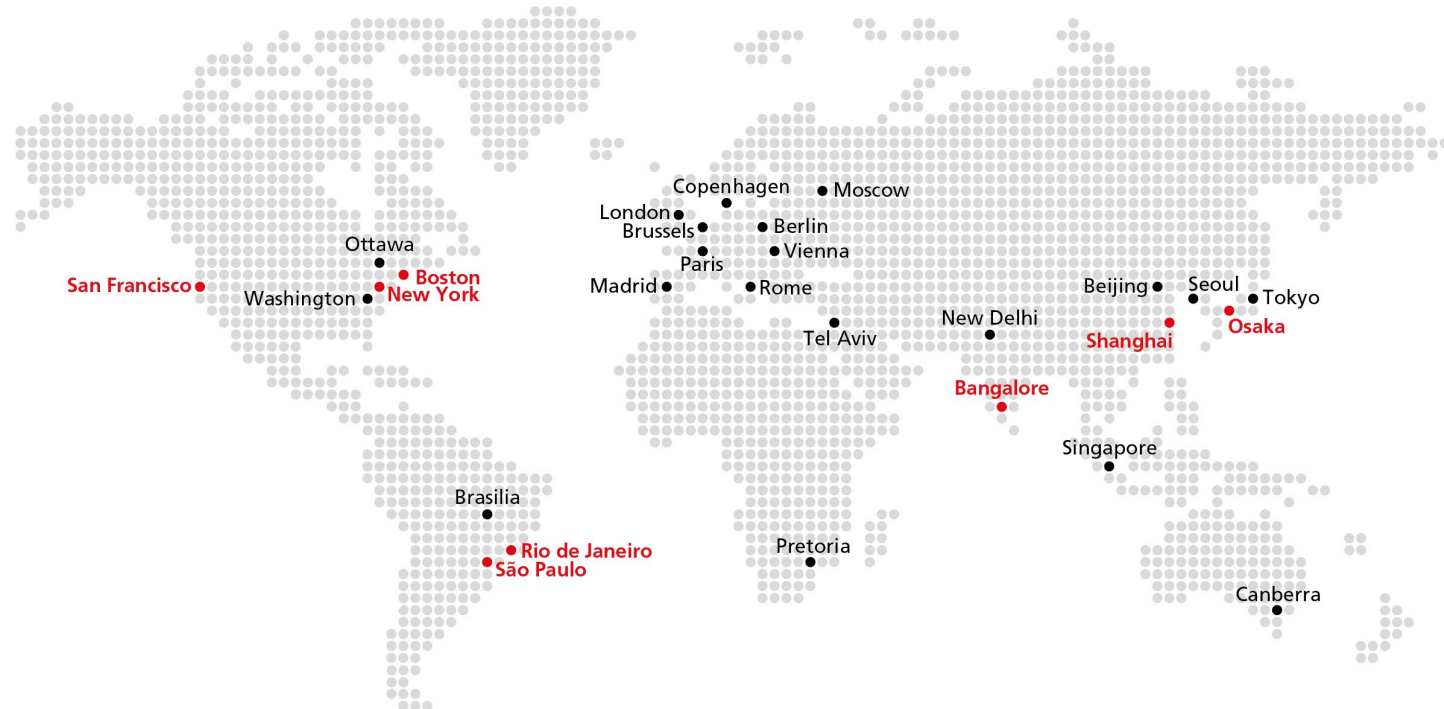 Copenhagen
Moscow
London
Brussels
Berlin
Ottawa
Vienna
Paris
Boston
San Francisco
New York
Washington
Madrid
Rome
Beijing
Seoul
Tokyo
New Delhi
Tel Aviv
Osaka
Shanghai
Bangalore
Singapore
Brasilia
Pretoria
Rio de Janeiro
São Paulo
Canberra